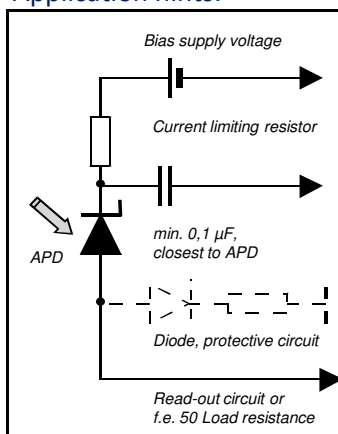 Application hints:
Bias supply voltage
Current limiting resistor
min. 0,1 µF,
closest to APD
APD
Diode, protective circuit
Read-out circuit or
f.e. 50 Load resistance